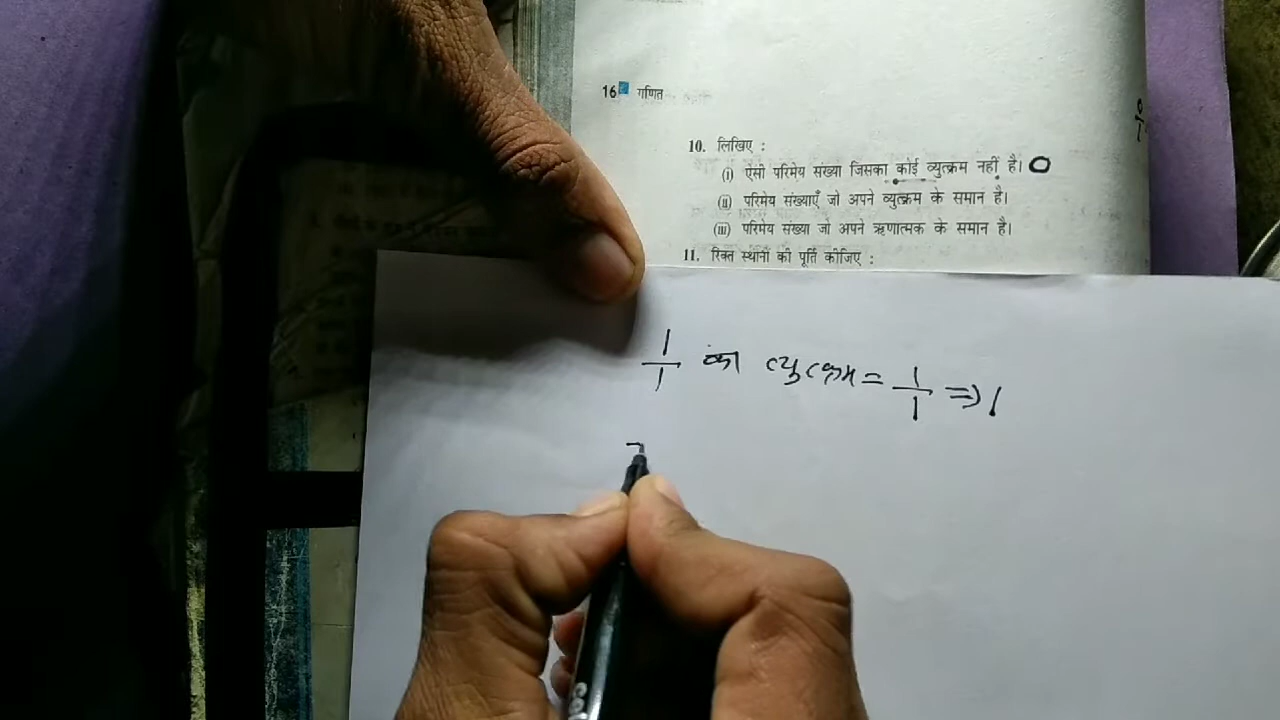 16 गणित
10. लिखिए :
(i) ऐसी परिमेय संख्या जिसका कोई व्युत्क्रम नहीं है। 0
(ii) परिमेय संख्याएँ जो अपने व्युत्क्रम के समान है।
(iii) परिमेय संख्या जो अपने ऋणात्मक के समान है।
11. रिक्त स्थानों की पूर्ति कीजिए :
1/1 का व्युत्क्रम = 1/1 => 1